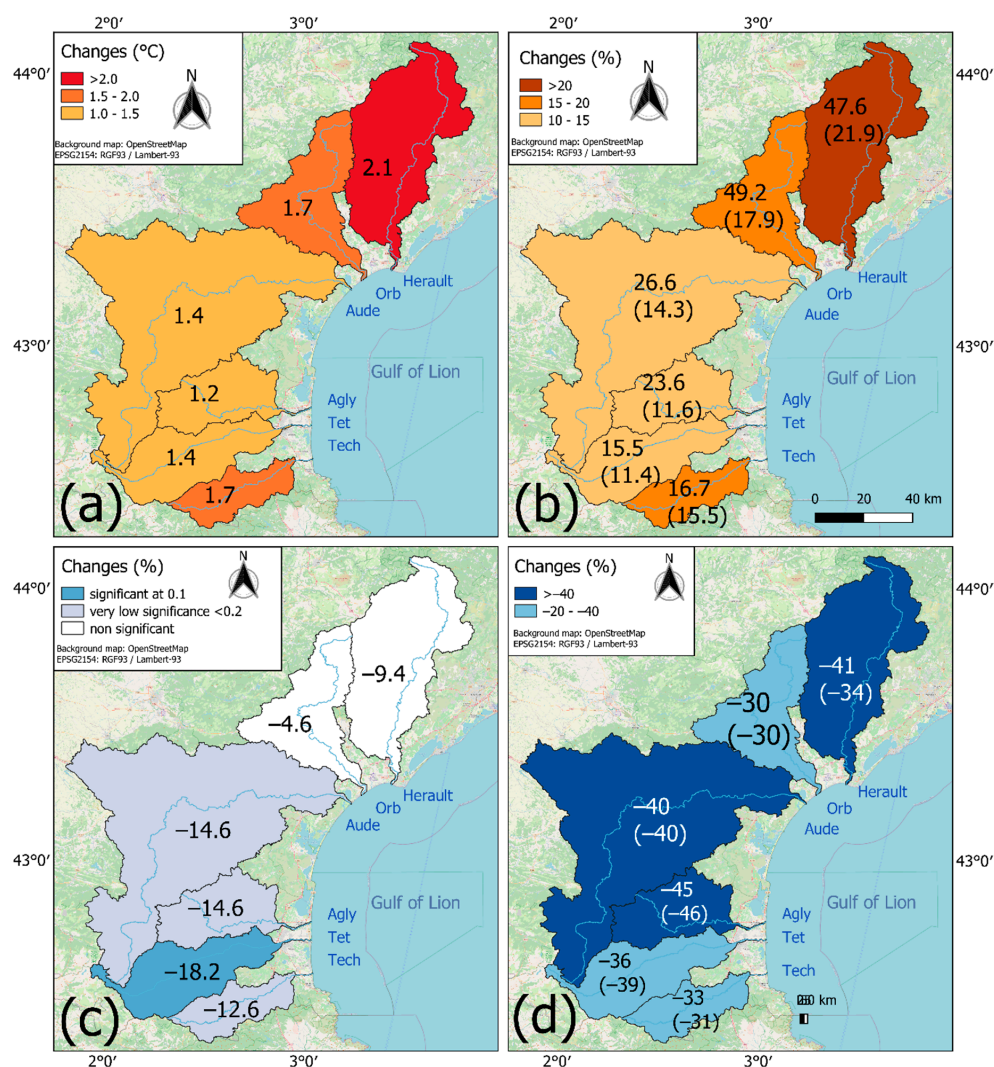 2°0′
3°0′
2°0′
3°0′
44°0′
Changes (°C)
>2.0
1.5 - 2.0
1.0 - 1.5
N
Background map: OpenStreetMap
EPSG2154: RGF93 / Lambert-93
2.1
1.7
1.4
1.2
1.4
1.7
Herault
Orb
Aude
Gulf of Lion
Agly
Tet
Tech
43°0′
(a)
Changes (%)
>20
15 - 20
10 - 15
N
Background map: OpenStreetMap
EPSG2154: RGF93 / Lambert-93
44°0′
47.6
(21.9)
49.2
(17.9)
26.6
(14.3)
23.6
(11.6)
15.5
(11.4)
16.7
(15.5)
Herault
Orb
Aude
Gulf of Lion
Agly
Tet
Tech
43°0′
0 20 40 km
(b)
44°0′
Changes (%)
significant at 0.1
very low significance <0.2
non significant
N
Background map: OpenStreetMap
EPSG2154: RGF93 / Lambert-93
−9.4
−4.6
−14.6
−14.6
−18.2
−12.6
Herault
Orb
Aude
Gulf of Lion
Agly
Tet
Tech
43°0′
(c)
Changes (%)
>−40
−20 - −40
N
Background map: OpenStreetMap
EPSG2154: RGF93 / Lambert-93
44°0′
−41
(−34)
−30
(−30)
−40
(−40)
−45
(−46)
−36
(−39)
−33
(−31)
Herault
Orb
Aude
Gulf of Lion
Agly
Tet
Tech
43°0′
km
(d)
2°0′
3°0′
2°0′
3°0′